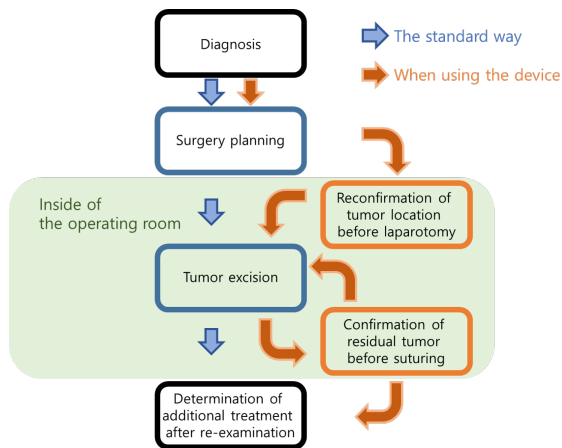 Diagnosis
The standard way
When using the device
Surgery planning
Inside of
the operating room
Reconfirmation of
tumor location
before laparotomy
Tumor excision
Confirmation of
residual tumor
before suturing
Determination of
additional treatment
after re-examination